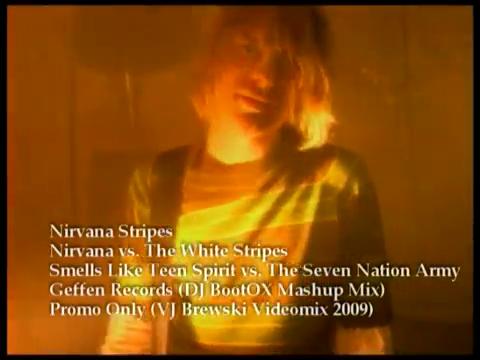 Nirvana Stripes
Nirvana vs. The White Stripes
Smells Like Teen Spirit vs. The Seven Nation Army
Geffen Records (DJ BootOX Mashup Mix)
Promo Only (VJ Brewski Videomix 2009)